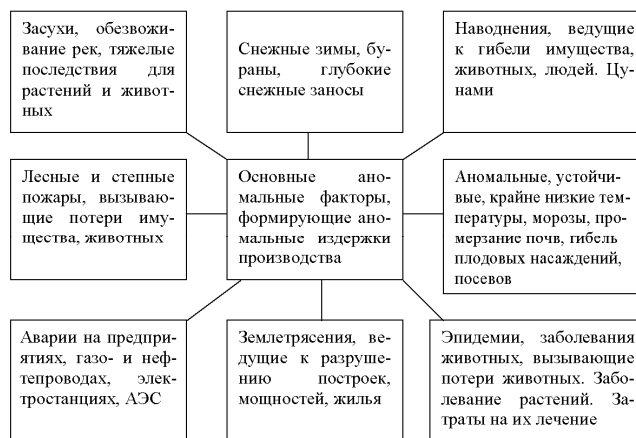 Засухи, обезвожи-
вание рек, тяжелые
последствия для
растений и живот-
ных
Снежные зимы, бу-
раны, глубокие
снежные заносы
Наводнения, ведущие
к гибели имущества,
животных, людей. Цу-
нами
Лесные и степные
пожары, вызываю-
щие потери иму-
щества, животных
Основные ано-
мальные факторы,
формирующие ано-
мальные издержки
производства
Аномальные, устойчи-
вые, крайне низкие тем-
пературы, морозы, про-
мерзание почв, гибель
плодовых насаждений,
посевов
Аварии на предпри-
ятиях, газо- и неф-
тепроводах, элек-
тростанциях, АЭС
Землетрясения, ве-
дущие к разруше-
нию построек,
мощностей, жилья
Эпидемии, заболевания
животных, вызывающие
потери животных. Забо-
левание растений. За-
траты на их лечение